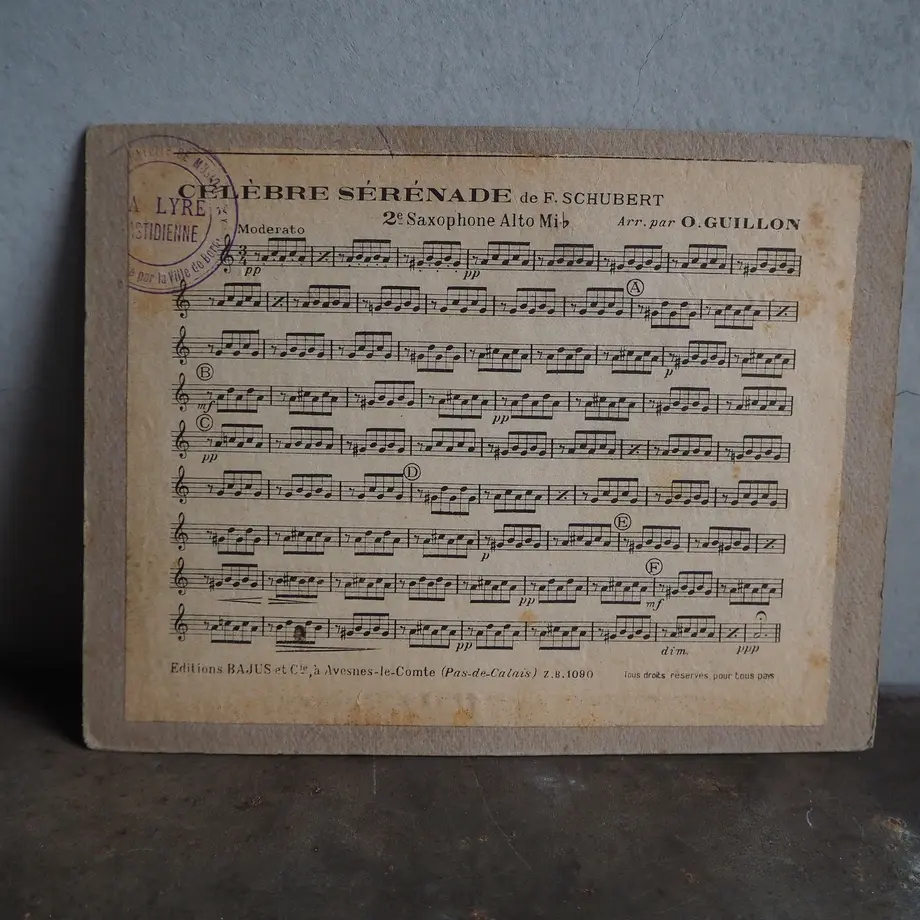 CÉLÈBRE SÉRÉNADE de F. SCHUBERT
2e Saxophone Alto Mi♭
Arr. par O. GUILLON
LYRE
STIDIENNE
par la Ville de
Moderato
pp
pp
A
p
B
mf
pp
C
pp
D
E
p
F
pp
mf
pp
dim.
ppp
Editions BAJUS et Cie, à Avesnes-le-Comte (Pas-de-Calais) Z.B.1090
Tous droits réservés pour tous pays